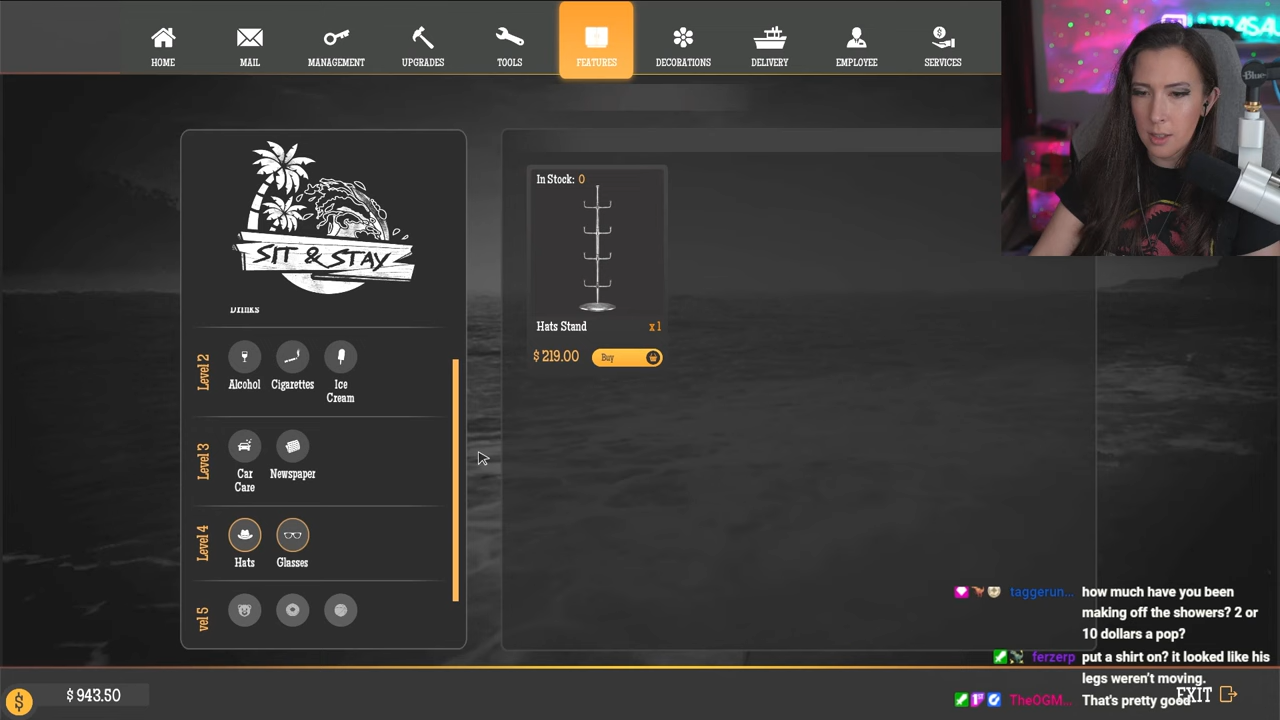 HOME
MAIL
MANAGEMENT
UPGRADES
TOOLS
FEATURES
DECORATIONS
DELIVERY
EMPLOYEE
SERVICES
SIT & STAY
Drinks
Level 2
Alcohol
Cigarettes
Ice
Cream
Level 3
Car
Care
Newspaper
Level 4
Hats
Glasses
vel 5
In Stock: 0
Hats Stand x 1
$ 219.00 Buy
Blue
taggerun... how much have you been
making off the showers? 2 or
10 dollars a pop?
ferzerp put a shirt on? it looked like his
legs weren't moving.
TheOGM... That's pretty good
EXIT
$ 943.50